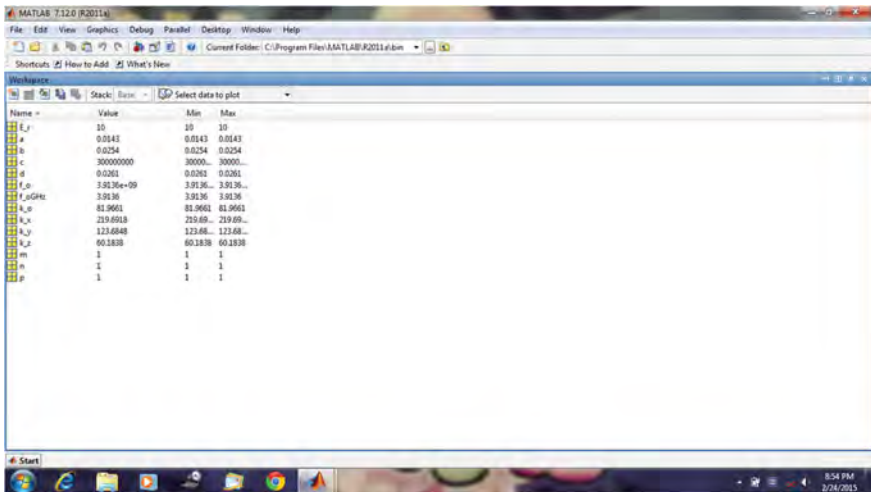 MATLAB 7.12.0 (R2011a)
File Edit View Graphics Debug Parallel Desktop Window Help
Current Folder: C:\Program Files\MATLAB\R2011a\bin
Shortcuts How to Add What's New
Workspace
Stack: Base Select data to plot
Name Value Min Max
E_r 10 10 10
a 0.0143 0.0143 0.0143
b 0.0254 0.0254 0.0254
c 300000000 30000... 30000...
d 0.0261 0.0261 0.0261
f_o 3.9136e+09 3.9136... 3.9136...
f_oGHz 3.9136 3.9136 3.9136
k_o 81.9661 81.9661 81.9661
k_x 219.6918 219.69... 219.69...
k_y 123.6848 123.68... 123.68...
k_z 60.1838 60.1838 60.1838
m 1 1 1
n 1 1 1
p 1 1 1
Start
8:54 PM
2/24/2015